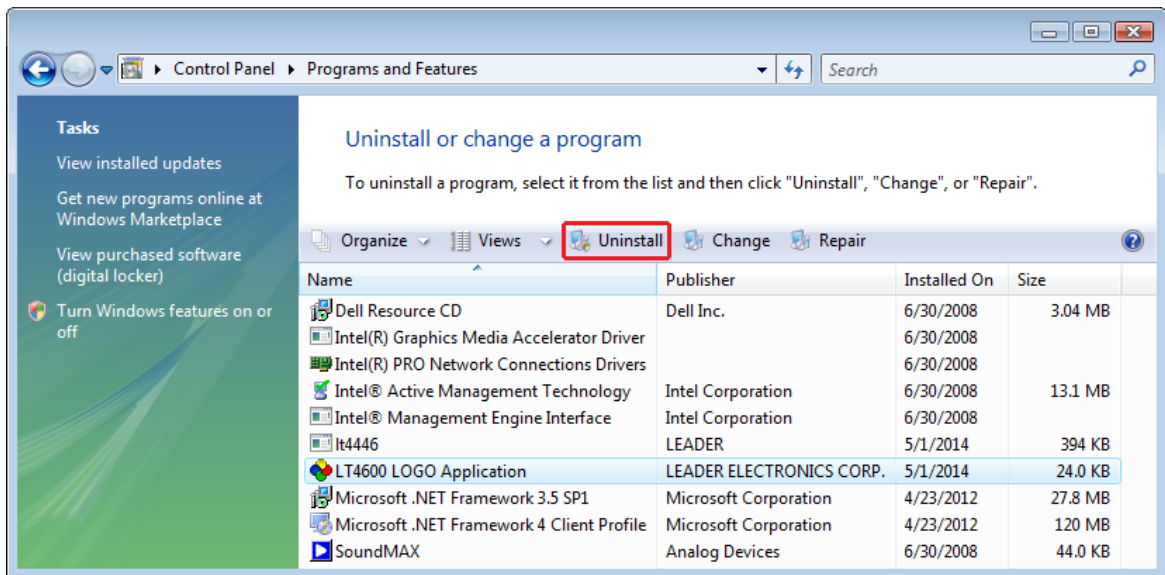 Control Panel Programs and Features Search
Tasks
View installed updates
Get new programs online at
Windows Marketplace
View purchased software
(digital locker)
Turn Windows features on or
off
Uninstall or change a program
To uninstall a program, select it from the list and then click "Uninstall", "Change", or "Repair".
Organize Views Uninstall Change Repair
Name Publisher Installed On Size
Dell Resource CD Dell Inc. 6/30/2008 3.04 MB
Intel(R) Graphics Media Accelerator Driver 6/30/2008
Intel(R) PRO Network Connections Drivers 6/30/2008
Intel® Active Management Technology Intel Corporation 6/30/2008 13.1 MB
Intel® Management Engine Interface Intel Corporation 6/30/2008
lt4446 LEADER 5/1/2014 394 KB
LT4600 LOGO Application LEADER ELECTRONICS CORP. 5/1/2014 24.0 KB
Microsoft .NET Framework 3.5 SP1 Microsoft Corporation 4/23/2012 27.8 MB
Microsoft .NET Framework 4 Client Profile Microsoft Corporation 4/23/2012 120 MB
SoundMAX Analog Devices 6/30/2008 44.0 KB